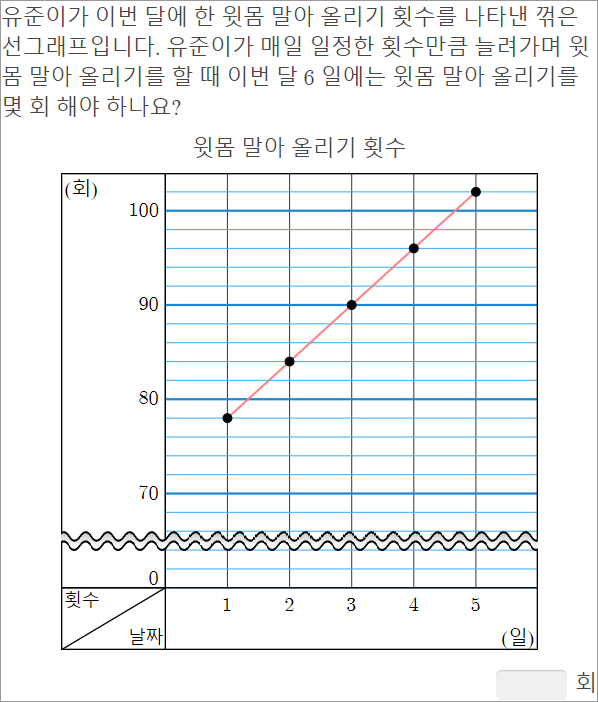 유준이가 이번 달에 한 윗몸 말아 올리기 횟수를 나타낸 꺾은
선그래프입니다. 유준이가 매일 일정한 횟수만큼 늘려가며 윗
몸 말아 올리기를 할 때 이번 달 6 일에는 윗몸 말아 올리기를
몇 회 해야 하나요?
윗몸 말아 올리기 횟수
(회)
100
90
80
70
0
횟수
날짜
1 2 3 4 5
(일)
회